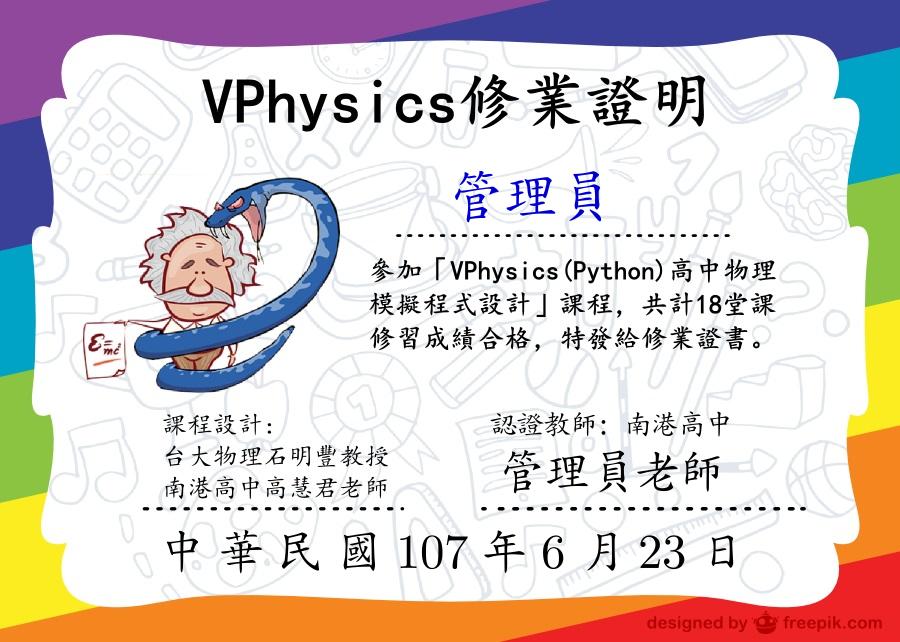 VPhysics修業證明
管理員
參加「VPhysics(Python)高中物理
模擬程式設計」課程，共計18堂課
修習成績合格，特發給修業證書。
E=
mc²
課程設計：
台大物理石明豐教授
南港高中高慧君老師
認證教師：南港高中
管理員老師
中華民國107年6月23日
designed by freepik.com